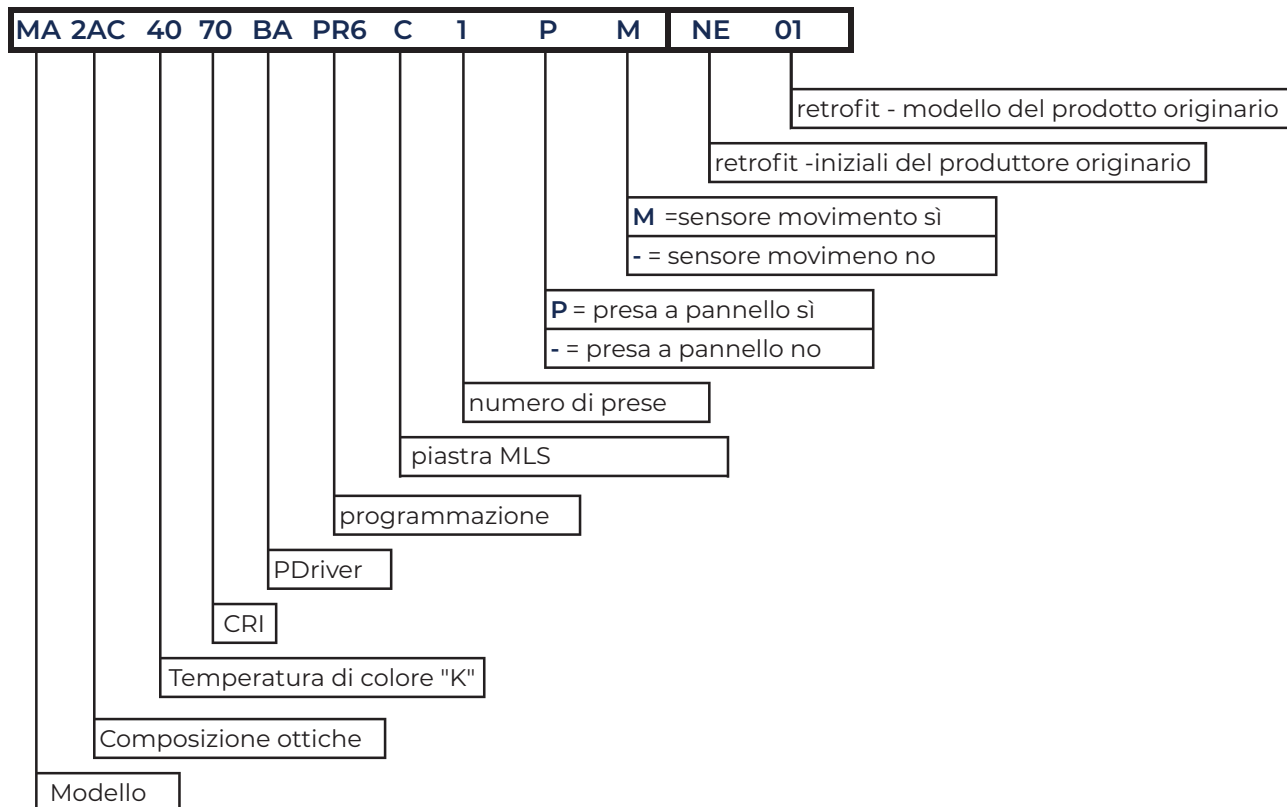 MA 2AC 40 70 BA PR6 C 1 P M NE 01
retrofit - modello del prodotto originario
retrofit -iniziali del produttore originario
M =sensore movimento sì
- = sensore movimeno no
P = presa a pannello sì
- = presa a pannello no
numero di prese
piastra MLS
programmazione
PDriver
CRI
Temperatura di colore "K"
Composizione ottiche
Modello